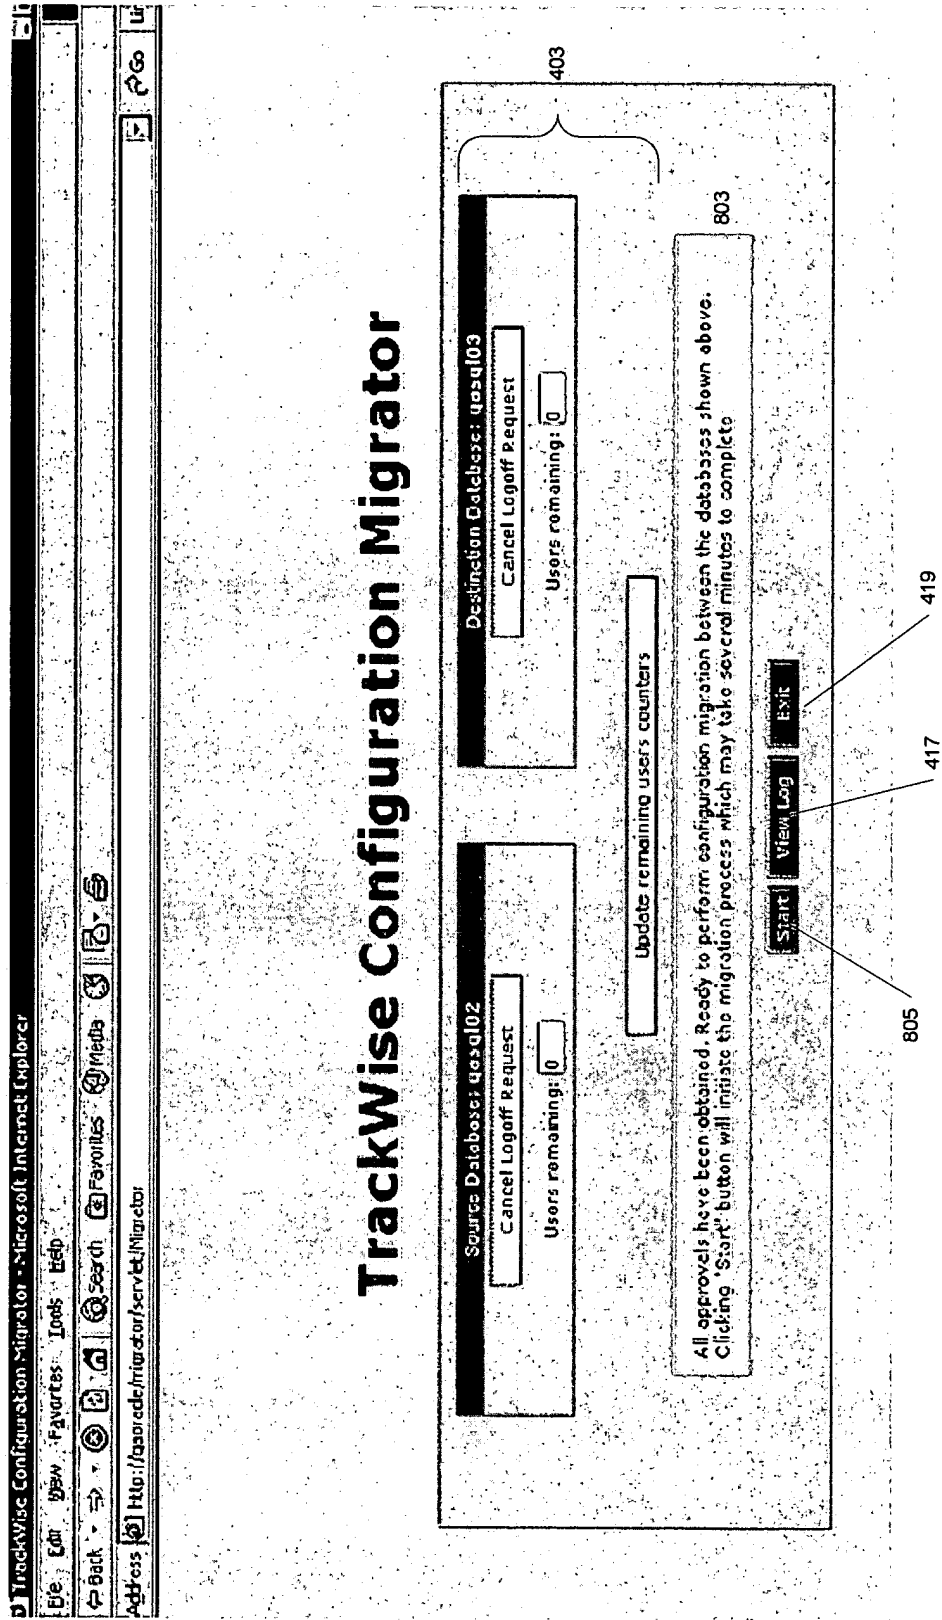 TrackWise Configuration Migrator - Microsoft Internet Explorer
File Edit View Favorites Tools Help
Back Search Favorites Media
Address http://qaoracle/migrator/servlet/Migrator Go
TrackWise Configuration Migrator
Source Database: qasql02
Cancel Logoff Request
Users remaining: 0
Destination Database: qasql03
Cancel Logoff Request
Users remaining: 0
403
Update remaining users counters
All approvals have been obtained. Ready to perform configuration migration between the databases shown above.
Clicking "Start" button will initiate the migration process which may take several minutes to complete
803
Start View Log Exit
805
417
419